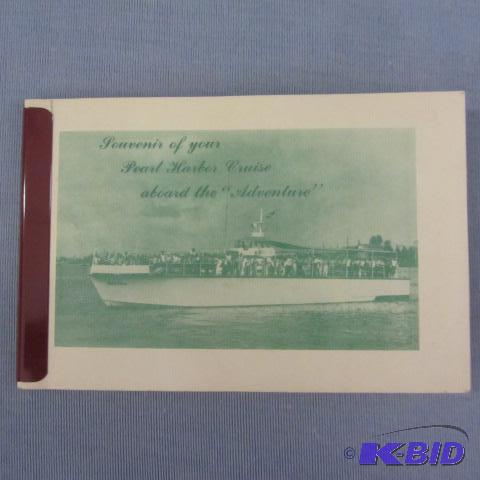 Souvenir of your
Pearl Harbor Cruise
aboard the "Adventure"
© K-BID